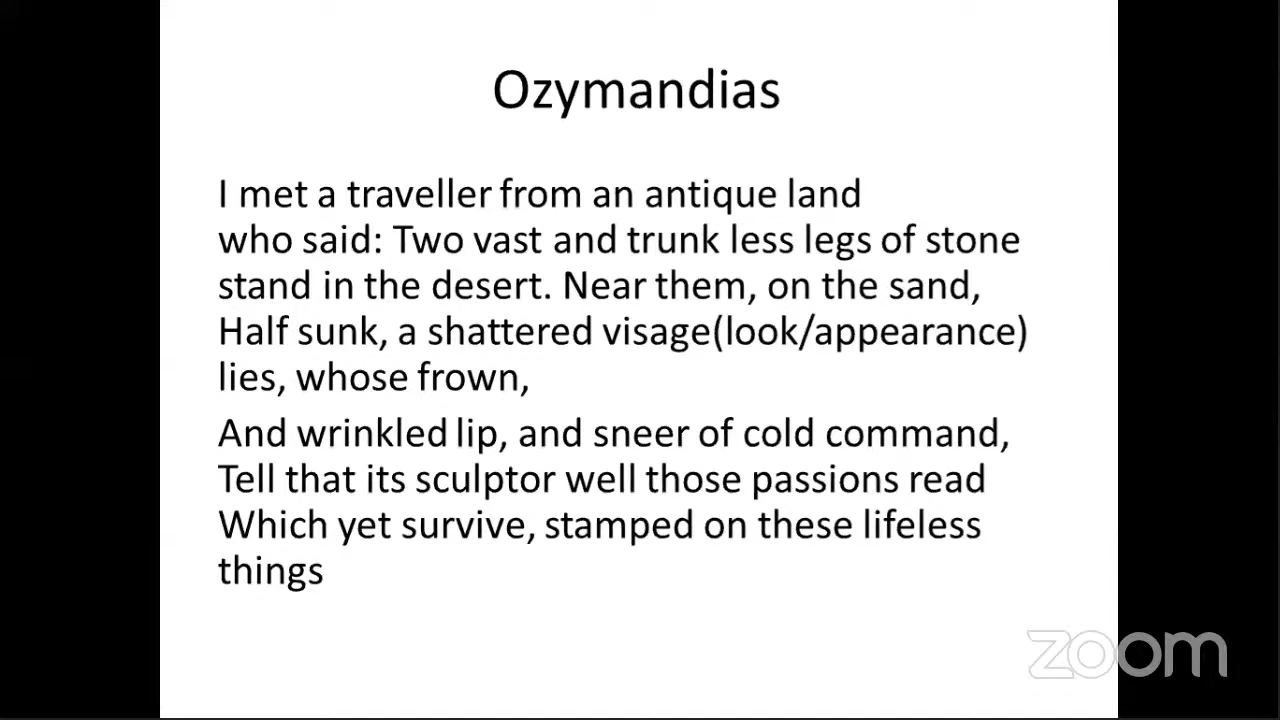 Ozymandias
I met a traveller from an antique land
who said: Two vast and trunk less legs of stone
stand in the desert. Near them, on the sand,
Half sunk, a shattered visage(look/appearance)
lies, whose frown,
And wrinkled lip, and sneer of cold command,
Tell that its sculptor well those passions read
Which yet survive, stamped on these lifeless
things
zoom